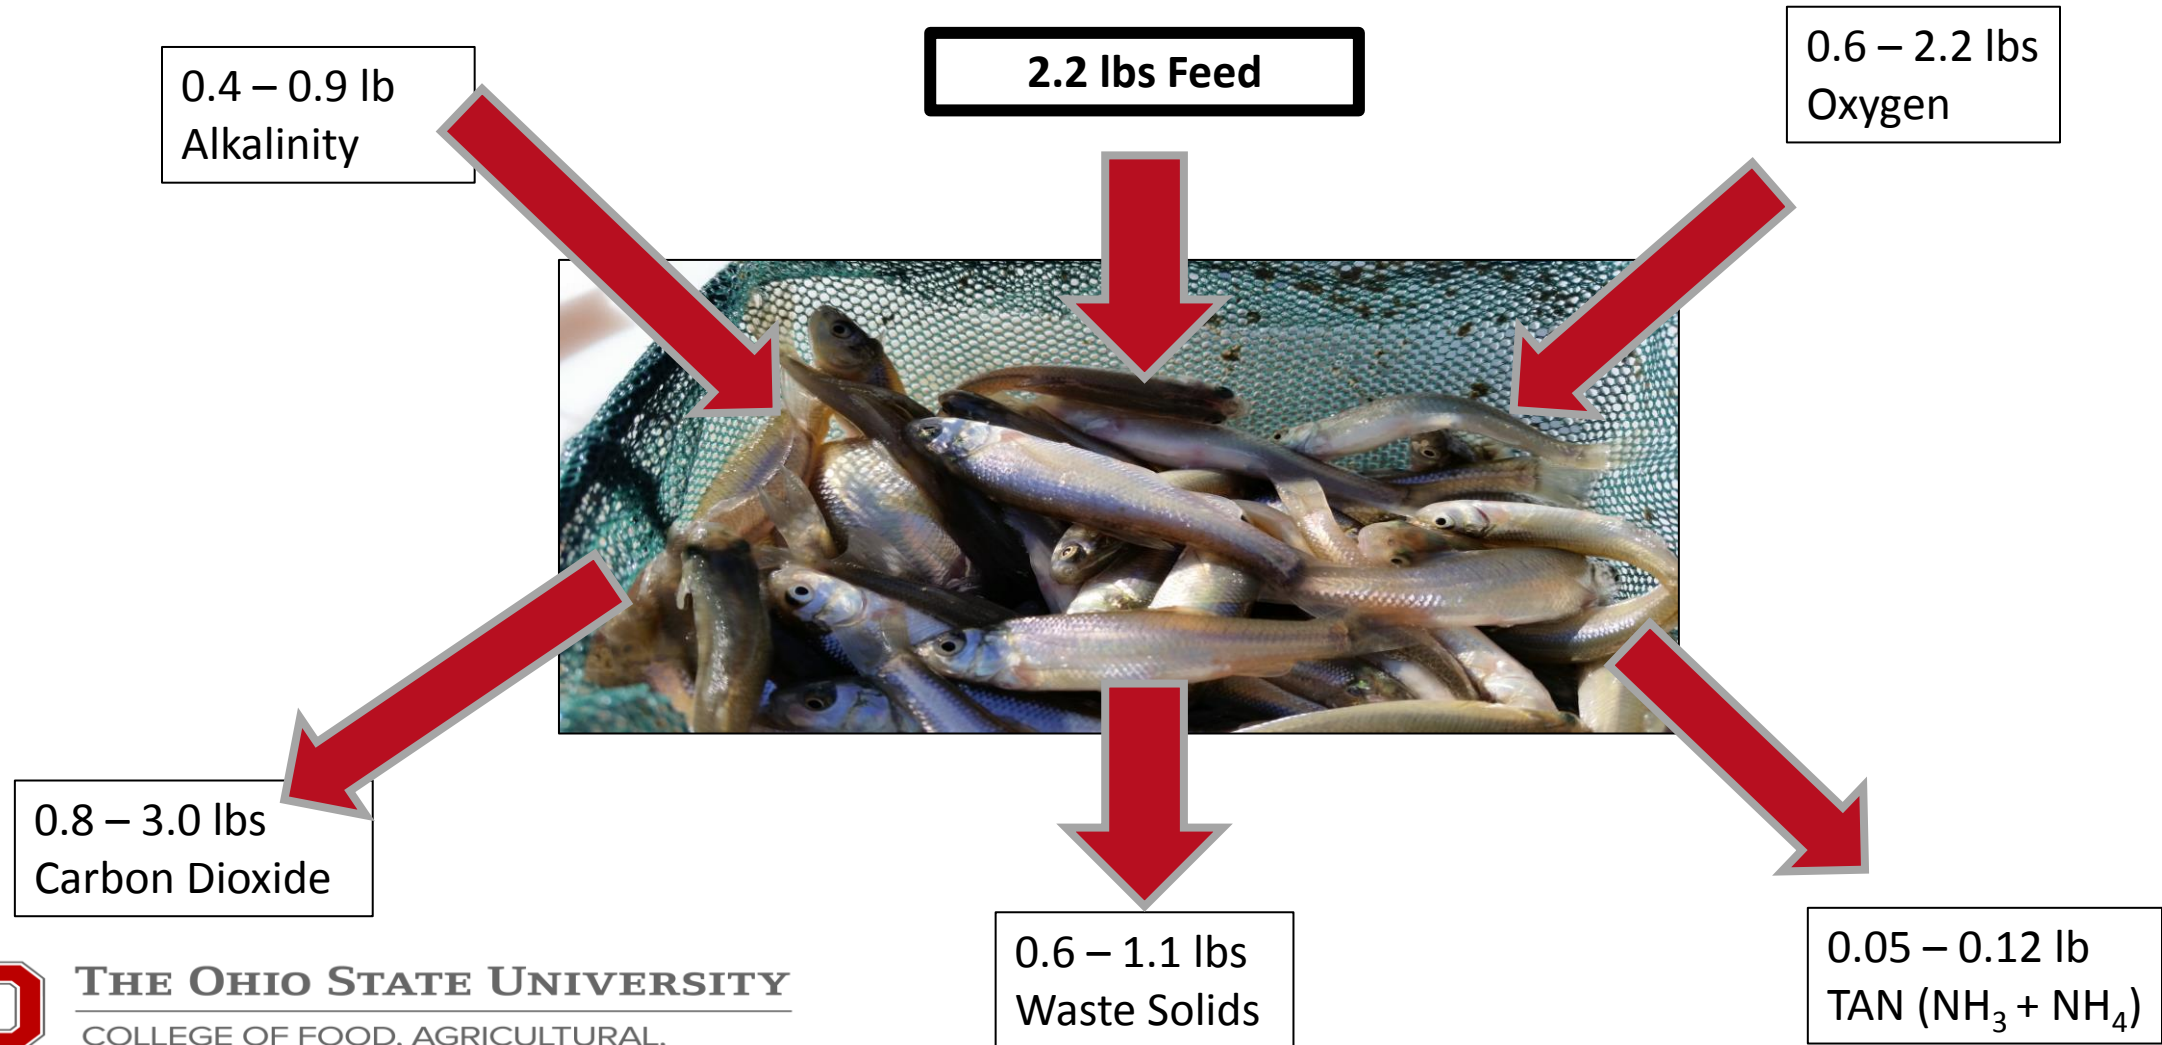 0.4 – 0.9 lb
Alkalinity
2.2 lbs Feed
0.6 – 2.2 lbs
Oxygen
0.8 – 3.0 lbs
Carbon Dioxide
0.6 – 1.1 lbs
Waste Solids
0.05 – 0.12 lb
TAN (NH₃ + NH₄)
THE OHIO STATE UNIVERSITY
COLLEGE OF FOOD, AGRICULTURAL,